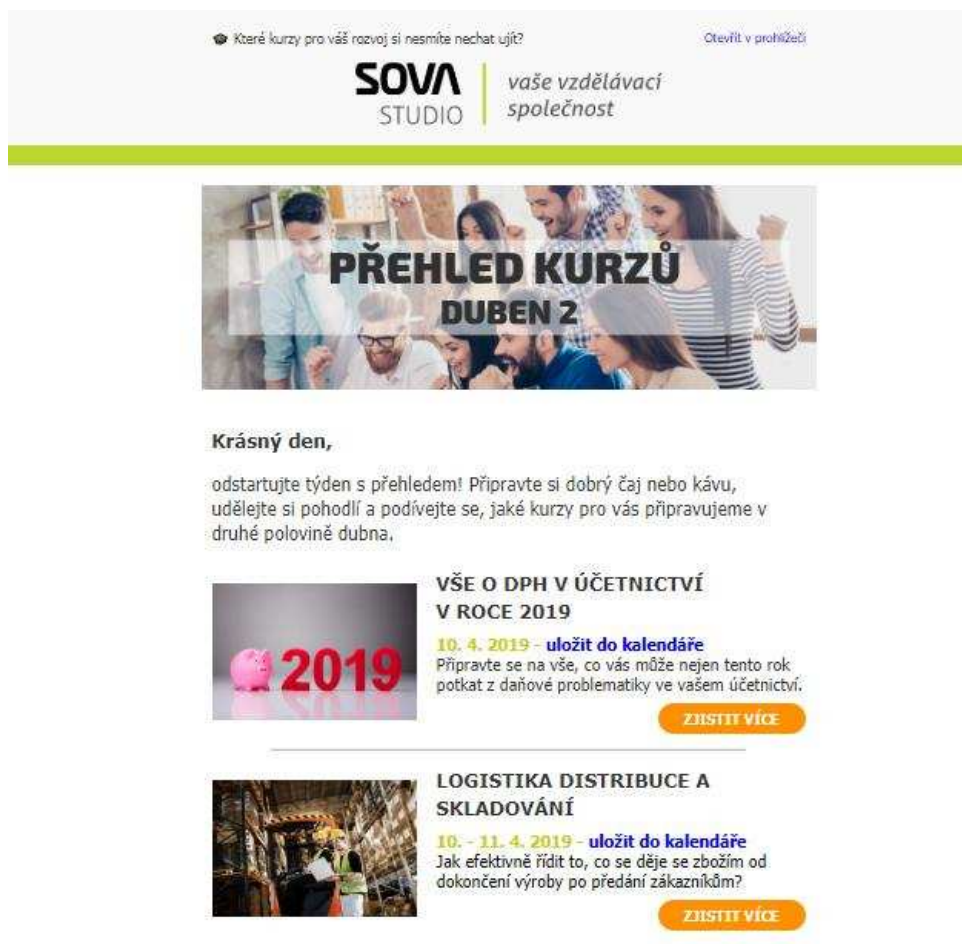 Které kurzy pro váš rozvoj si nesmíte nechat ujít?
Otevřít v prohlížeči
SOVA
STUDIO
vaše vzdělávací
společnost
PŘEHLED KURZŮ
DUBEN 2
Krásný den,
odstartujte týden s přehledem! Připravte si dobrý čaj nebo kávu,
udělejte si pohodlí a podívejte se, jaké kurzy pro vás připravujeme v
druhé polovině dubna.
2019
VŠE O DPH V ÚČETNICTVÍ
V ROCE 2019
10. 4. 2019 - uložit do kalendáře
Připravte se na vše, co vás může nejen tento rok
potkat z daňové problematiky ve vašem účetnictví.
ZJISTIT VÍCE
LOGISTIKA DISTRIBUCE A
SKLADOVÁNÍ
10. - 11. 4. 2019 - uložit do kalendáře
Jak efektivně řídit to, co se děje se zbožím od
dokončení výroby po předání zákazníkům?
ZJISTIT VÍCE